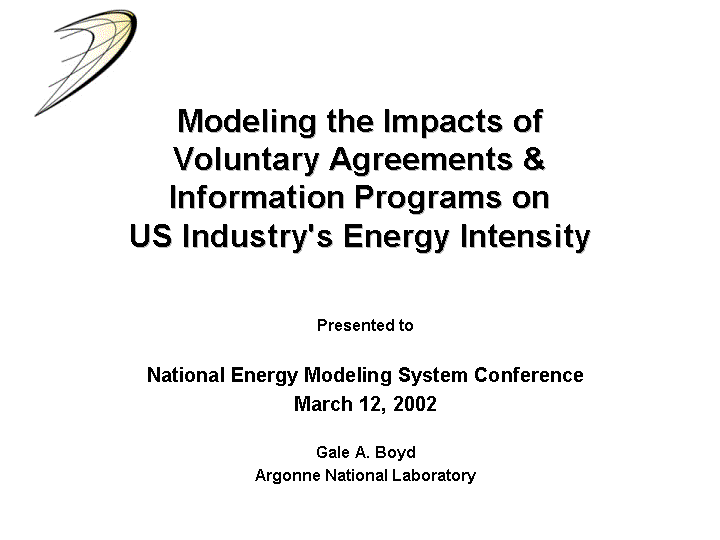 Modeling the Impacts of
Voluntary Agreements &
Information Programs on
US Industry's Energy Intensity
Presented to
National Energy Modeling System Conference
March 12, 2002
Gale A. Boyd
Argonne National Laboratory